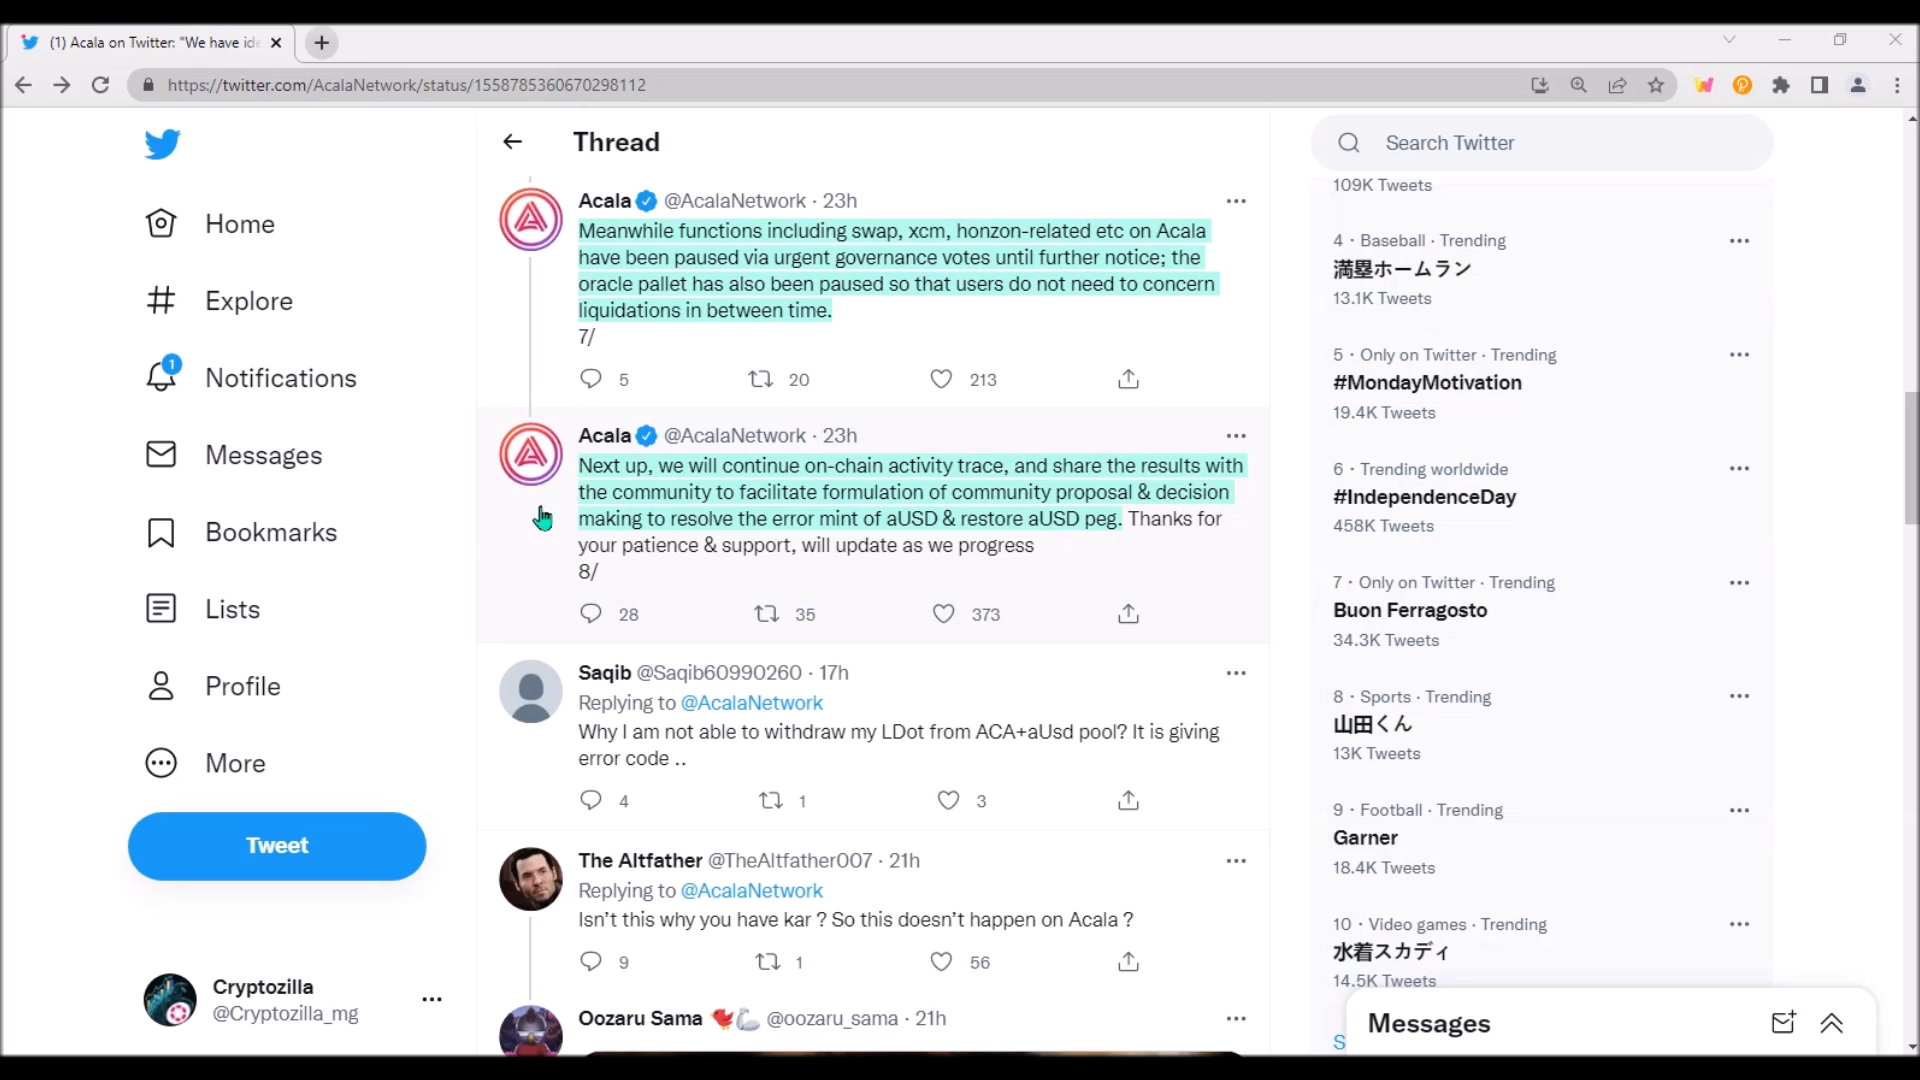 (1) Acala on Twitter: "We have ide
https://twitter.com/AcalaNetwork/status/1558785360670298112
Home
Explore
1
Notifications
Messages
Bookmarks
Lists
Profile
More
Tweet
Cryptozilla
@Cryptozilla_mg
Thread
Acala @AcalaNetwork · 23h
Meanwhile functions including swap, xcm, honzon-related etc on Acala
have been paused via urgent governance votes until further notice; the
oracle pallet has also been paused so that users do not need to concern
liquidations in between time.
7/
5 20 213
Acala @AcalaNetwork · 23h
Next up, we will continue on-chain activity trace, and share the results with
the community to facilitate formulation of community proposal & decision
making to resolve the error mint of aUSD & restore aUSD peg. Thanks for
your patience & support, will update as we progress
8/
28 35 373
Saqib @Saqib60990260 · 17h
Replying to @AcalaNetwork
Why I am not able to withdraw my LDot from ACA+aUsd pool? It is giving
error code ..
4 1 3
The Altfather @TheAltfather007 · 21h
Replying to @AcalaNetwork
Isn't this why you have kar ? So this doesn't happen on Acala ?
9 1 56
Oozaru Sama @oozaru_sama · 21h
Search Twitter
109K Tweets
4 · Baseball · Trending
満塁ホームラン
13.1K Tweets
5 · Only on Twitter · Trending
#MondayMotivation
19.4K Tweets
6 · Trending worldwide
#IndependenceDay
458K Tweets
7 · Only on Twitter · Trending
Buon Ferragosto
34.3K Tweets
8 · Sports · Trending
山田くん
13K Tweets
9 · Football · Trending
Garner
18.4K Tweets
10 · Video games · Trending
水着スカディ
14.5K Tweets
S
Messages